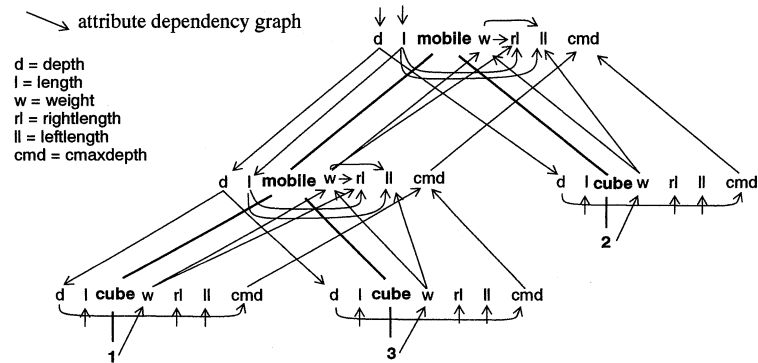 attribute dependency graph
d l mobile w rl ll cmd
d = depth
l = length
w = weight
rl = rightlength
ll = leftlength
cmd = cmaxdepth
d l mobile w rl ll cmd
d l cube w rl ll cmd
2
d l cube w rl ll cmd
d l cube w rl ll cmd
1
3